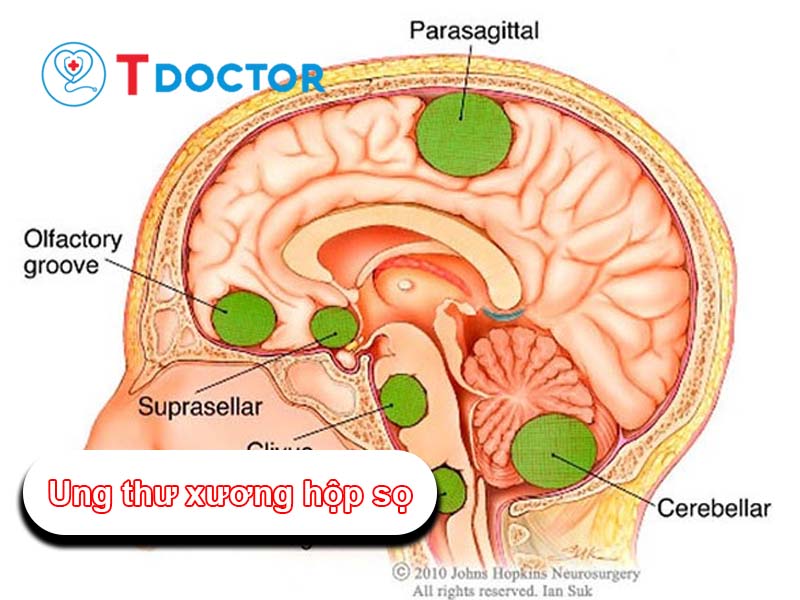 Parasagittal
TDOCTOR
Olfactory
groove
Suprasellar
Ung thư xương hộp sọ
Cerebellar
© 2010 Johns Hopkins Neurosurgery
All rights reserved. Ian Suk